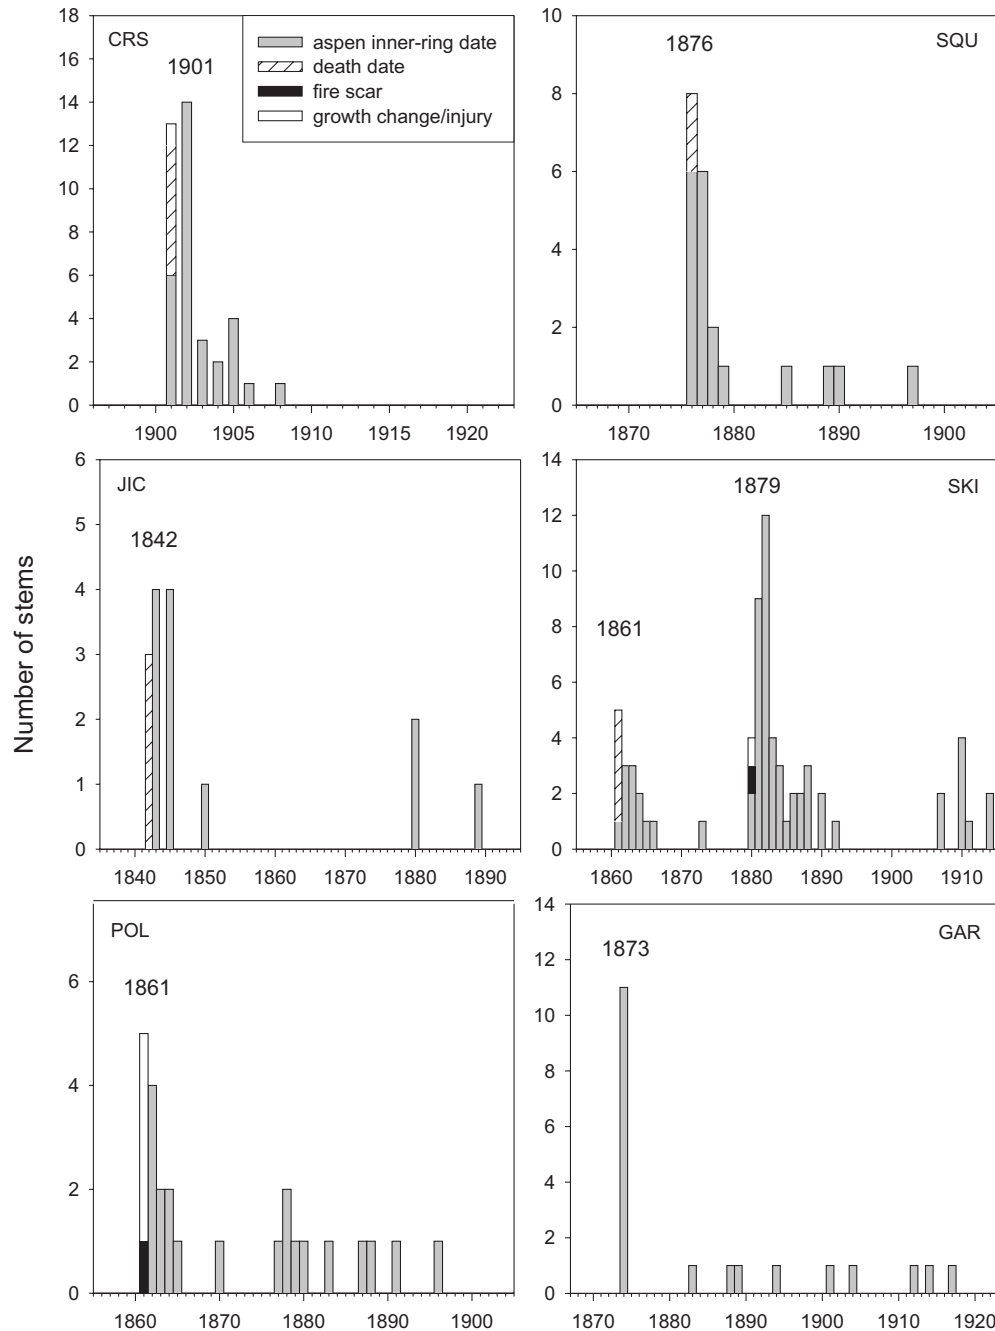 Number of stems
CRS
1901
aspen inner-ring date
death date
fire scar
growth change/injury
18
16
14
12
10
8
6
4
2
0
1900 1905 1910 1915 1920
SQU
1876
10
8
6
4
2
0
1870 1880 1890 1900
JIC
1842
6
5
4
3
2
1
0
1840 1850 1860 1870 1880 1890
SKI
1879
1861
14
12
10
8
6
4
2
0
1860 1870 1880 1890 1900 1910
POL
1861
6
4
2
0
1860 1870 1880 1890 1900
GAR
1873
14
12
10
8
6
4
2
0
1870 1880 1890 1900 1910 1920